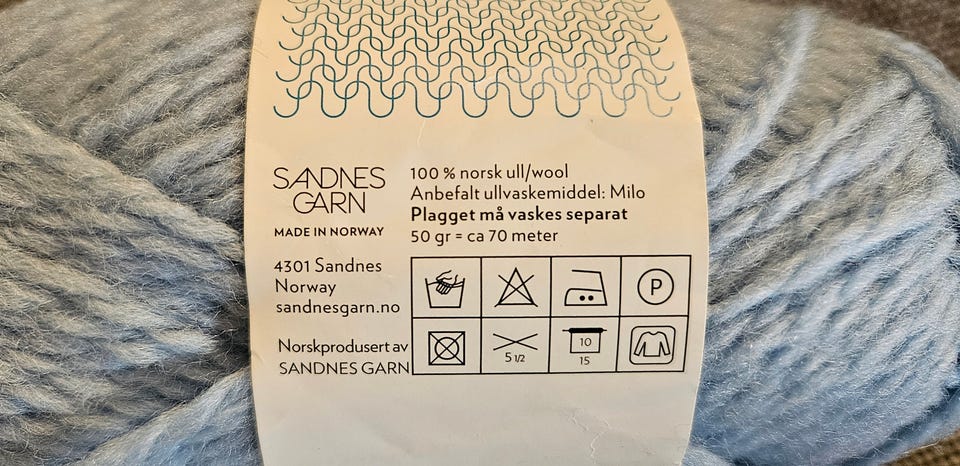 SANDNES
GARN
MADE IN NORWAY
4301 Sandnes
Norway
sandnesgarn.no
Norskprodusert av
SANDNES GARN
100 % norsk ull/wool
Anbefalt ullvaskemiddel: Milo
Plagget må vaskes separat
50 gr = ca 70 meter
P
5 1/2
10
15